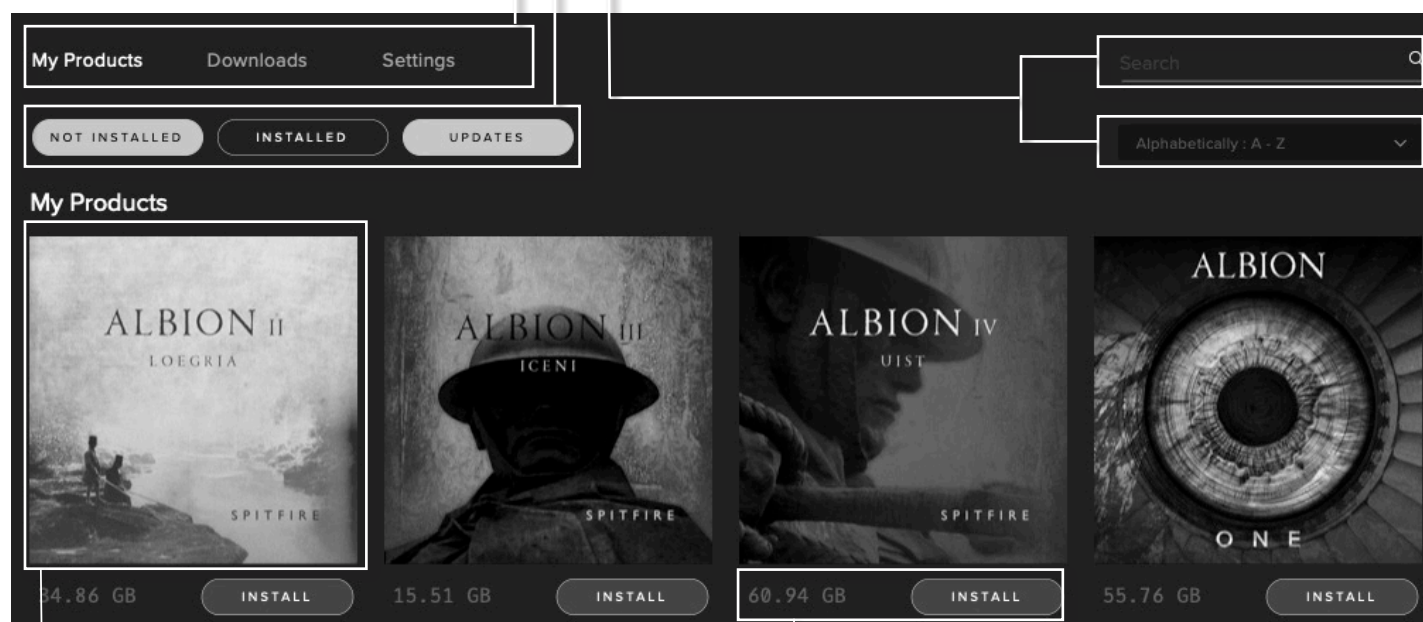 My Products Downloads Settings
Search
NOT INSTALLED INSTALLED UPDATES
Alphabetically : A - Z
My Products
ALBION II
LOEGRIA
SPITFIRE
ALBION III
ICENI
SPITFIRE
ALBION IV
UIST
SPITFIRE
ALBION
ONE
34.86 GB INSTALL
15.51 GB INSTALL
60.94 GB INSTALL
55.76 GB INSTALL